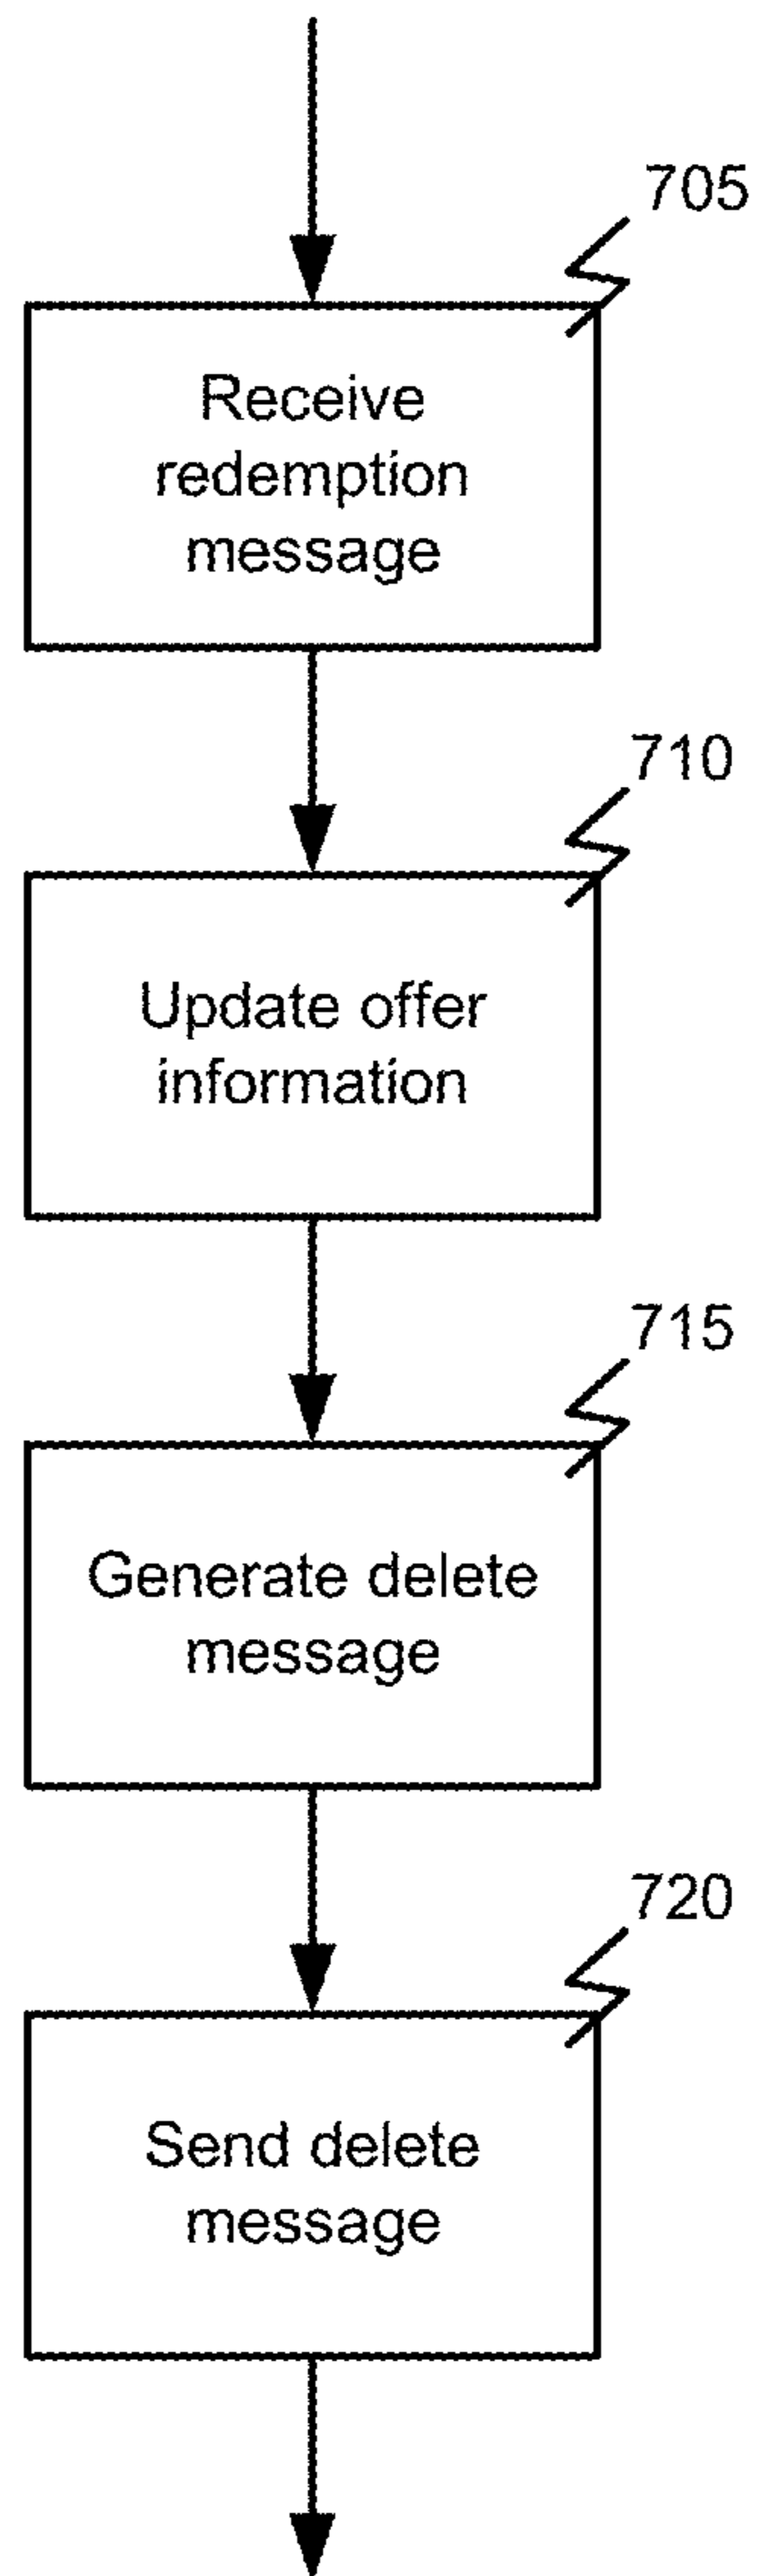 705
Receive
redemption
message
710
Update offer
information
715
Generate delete
message
720
Send delete
message